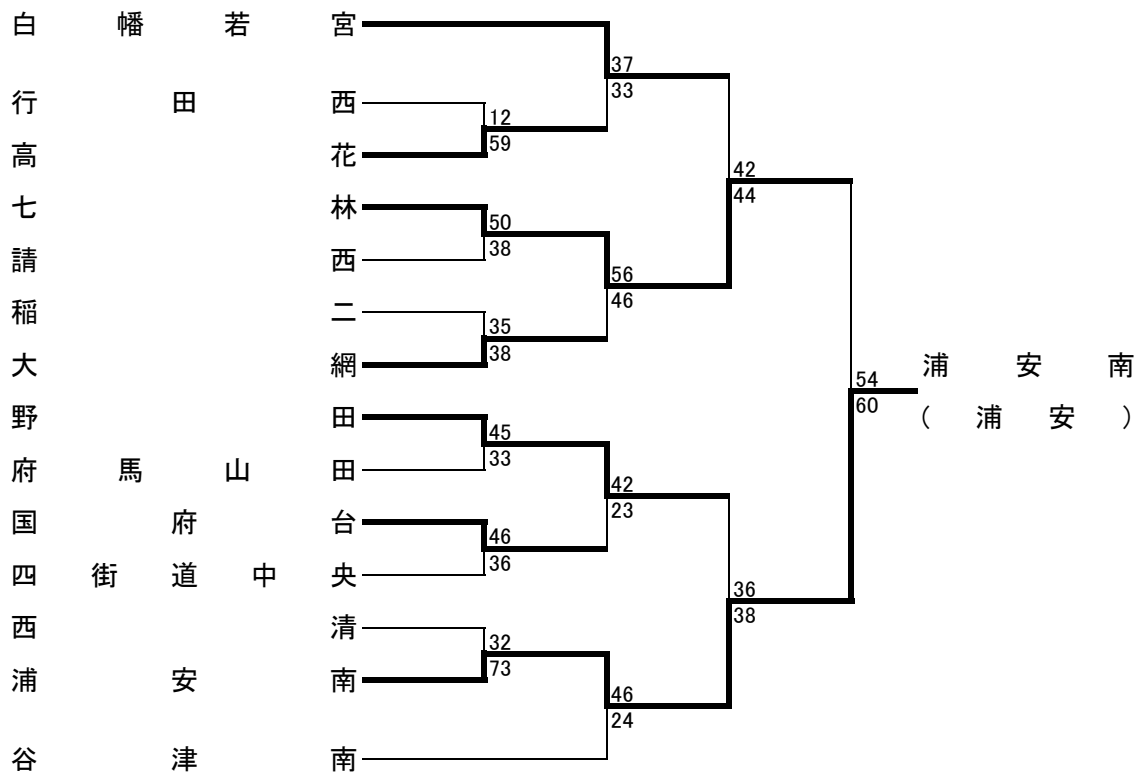 白幡若宮
37
33
行田西
12
59
高花
42
44
七林
50
38
請西
56
46
稲二
35
38
大網
54
60
浦安南
(浦安)
野田
45
33
府馬山田
42
23
国府台
46
36
四街道中央
36
38
西清
32
73
浦安南
46
24
谷津南